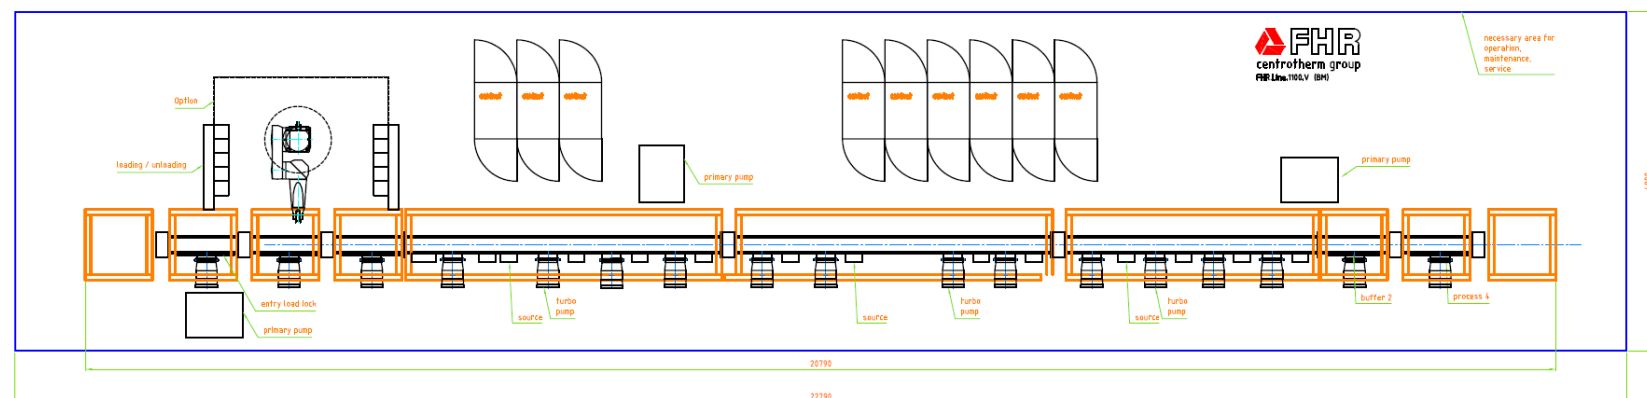 FHR
centrotherm group
FHR.Line.1100.V (BM)
necessary area for
operation,
maintenance,
service
Option
loading / unloading
primary pump
primary pump
entry load lock
primary pump
turbo
pump
source
source
turbo
pump
source
turbo
pump
buffer 2
process 4
20790
22790